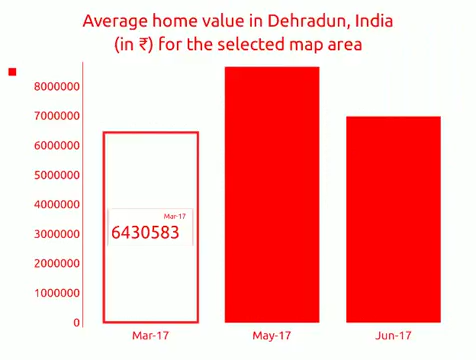 Average home value in Dehradun, India
(in ₹) for the selected map area
8000000
7000000
6000000
5000000
4000000
3000000
2000000
1000000
0
Mar-17
6430583
Mar-17
May-17
Jun-17